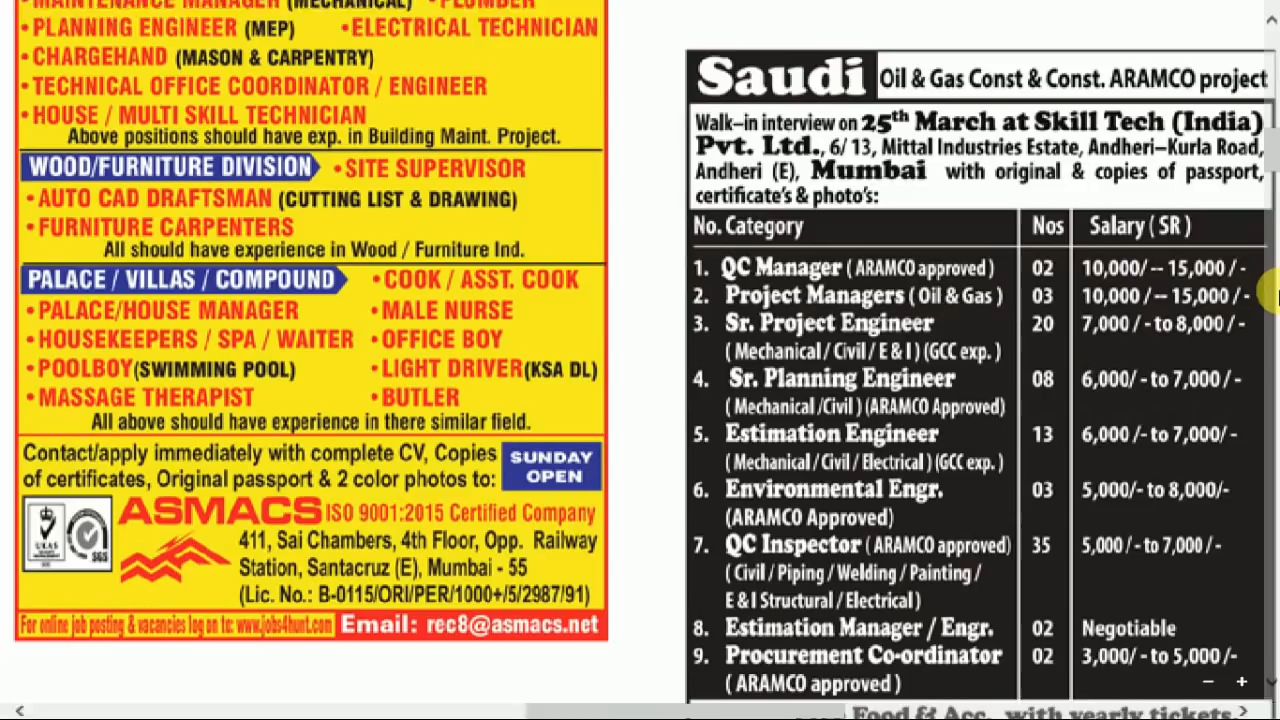 • MAINTENANCE MANAGER (MECHANICAL) • PLUMBER
• PLANNING ENGINEER (MEP) • ELECTRICAL TECHNICIAN
• CHARGEHAND (MASON & CARPENTRY)
• TECHNICAL OFFICE COORDINATOR / ENGINEER
• HOUSE / MULTI SKILL TECHNICIAN
Above positions should have exp. in Building Maint. Project.
WOOD/FURNITURE DIVISION • SITE SUPERVISOR
• AUTO CAD DRAFTSMAN (CUTTING LIST & DRAWING)
• FURNITURE CARPENTERS
All should have experience in Wood / Furniture Ind.
PALACE / VILLAS / COMPOUND • COOK / ASST. COOK
• PALACE/HOUSE MANAGER • MALE NURSE
• HOUSEKEEPERS / SPA / WAITER • OFFICE BOY
• POOLBOY(SWIMMING POOL) • LIGHT DRIVER(KSA DL)
• MASSAGE THERAPIST • BUTLER
All above should have experience in there similar field.
Contact/apply immediately with complete CV, Copies
of certificates, Original passport & 2 color photos to:
SUNDAY
OPEN
UKAS
SGS
ASMACS ISO 9001:2015 Certified Company
411, Sai Chambers, 4th Floor, Opp. Railway
Station, Santacruz (E), Mumbai - 55
(Lic. No.: B-0115/ORI/PER/1000+/5/2987/91)
For online job posting & vacancies log on to: www.jobs4hunt.com Email: rec8@asmacs.net
Saudi Oil & Gas Const & Const. ARAMCO project
Walk–in interview on 25th March at Skill Tech (India)
Pvt. Ltd., 6/ 13, Mittal Industries Estate, Andheri–Kurla Road,
Andheri (E), Mumbai with original & copies of passport,
certificate's & photo's:
No. Category Nos Salary ( SR )
1. QC Manager ( ARAMCO approved ) 02 10,000/ -- 15,000 / -
2. Project Managers ( Oil & Gas ) 03 10,000 / -- 15,000 / -
3. Sr. Project Engineer 20 7,000 / - to 8,000 / -
( Mechanical / Civil / E & I ) (GCC exp. )
4. Sr. Planning Engineer 08 6,000/ - to 7,000 / -
( Mechanical /Civil ) (ARAMCO Approved)
5. Estimation Engineer 13 6,000 /- to 7,000/ -
( Mechanical / Civil / Electrical ) (GCC exp. )
6. Environmental Engr. 03 5,000/- to 8,000/-
(ARAMCO Approved)
7. QC Inspector ( ARAMCO approved) 35 5,000 / - to 7,000 / -
( Civil / Piping / Welding / Painting /
E & I Structural / Electrical )
8. Estimation Manager / Engr. 02 Negotiable
9. Procurement Co-ordinator 02 3,000/ - to 5,000 /-
( ARAMCO approved )
Food & Acc. with yearly tickets